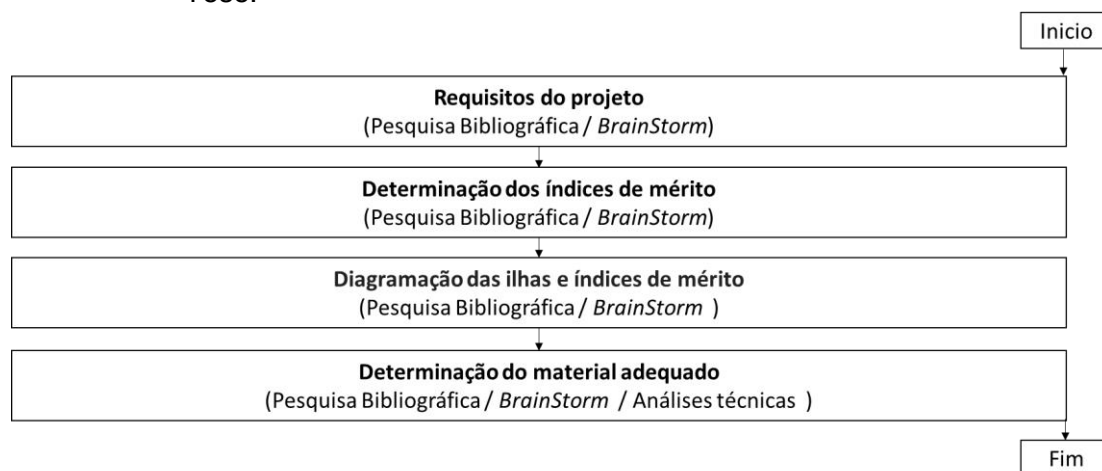 Inicio
Requisitos do projeto
(Pesquisa Bibliográfica / BrainStorm)
Determinação dos índices de mérito
(Pesquisa Bibliográfica / BrainStorm)
Diagramação das ilhas e índices de mérito
(Pesquisa Bibliográfica / BrainStorm )
Determinação do material adequado
(Pesquisa Bibliográfica / BrainStorm / Análises técnicas )
Fim